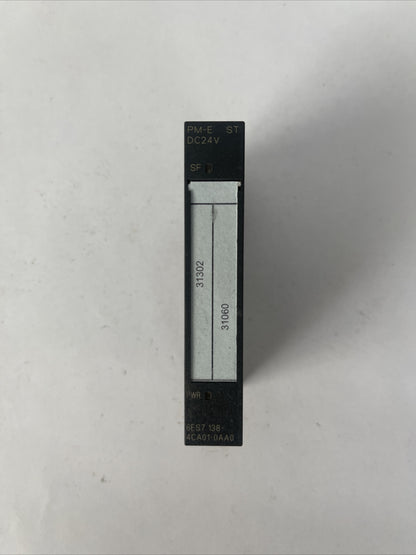 PM-E ST
DC24V
SF
31302
31060
PWR
6ES7 138-
4CA01-0AA0